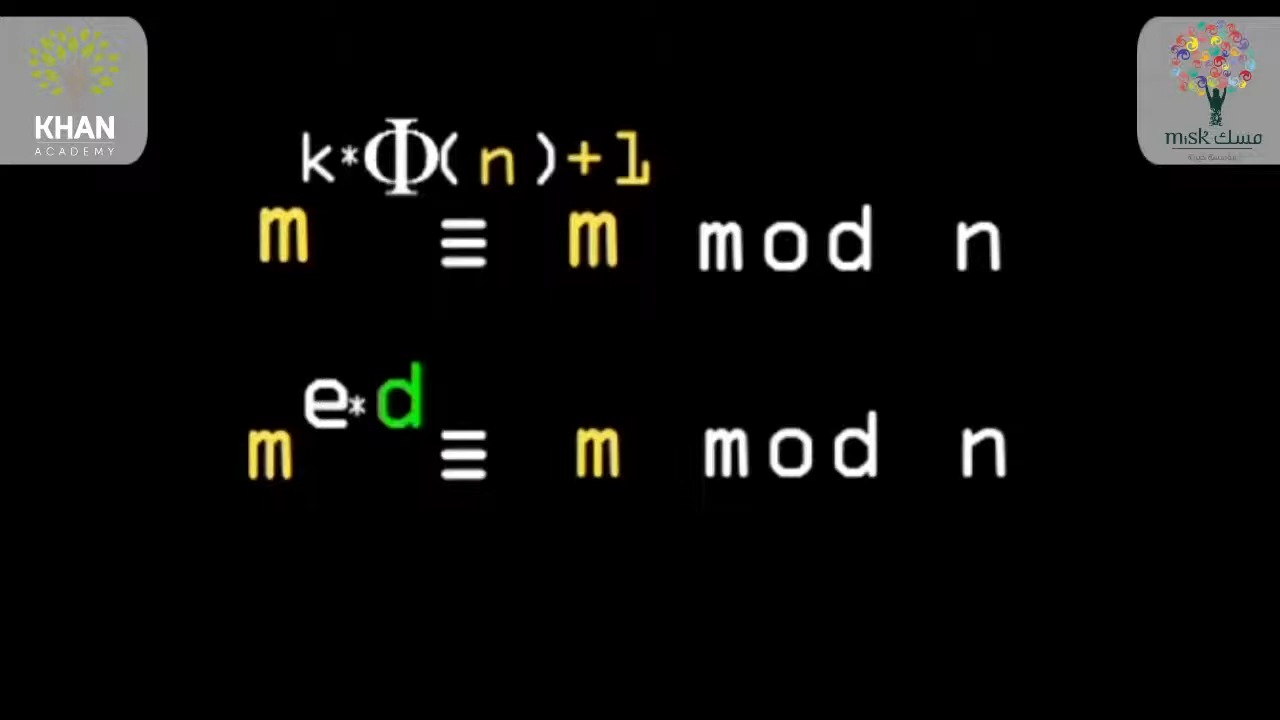 KHAN
ACADEMY
misk مسك
k*Φ(n)+1
m ≡ m mod n
e*d
m ≡ m mod n